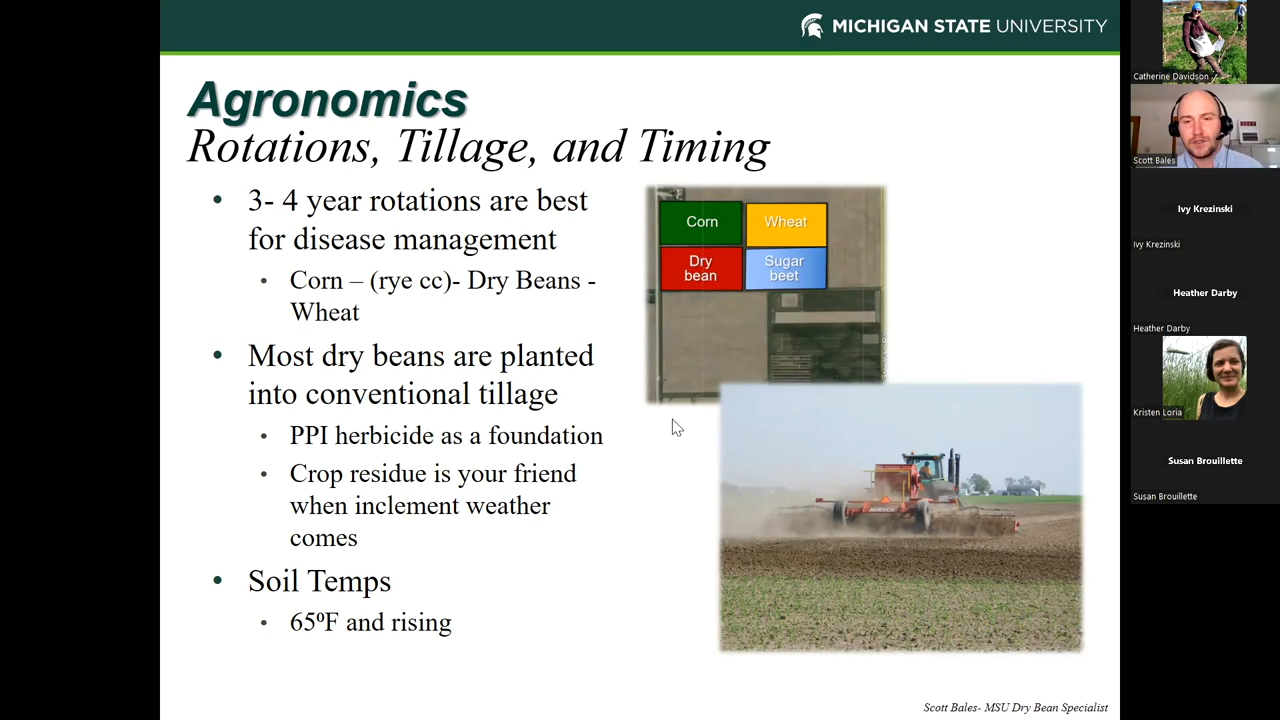 MICHIGAN STATE UNIVERSITY
Agronomics
Rotations, Tillage, and Timing
• 3- 4 year rotations are best
for disease management
• Corn – (rye cc)- Dry Beans -
Wheat
• Most dry beans are planted
into conventional tillage
• PPI herbicide as a foundation
• Crop residue is your friend
when inclement weather
comes
• Soil Temps
• 65⁰F and rising
Corn
Wheat
Dry
bean
Sugar
beet
HORSCH
Scott Bales- MSU Dry Bean Specialist
Catherine Davidson
Scott Bales
Ivy Krezinski
Ivy Krezinski
Heather Darby
Heather Darby
Kristen Loria
Susan Brouillette
Susan Brouillette